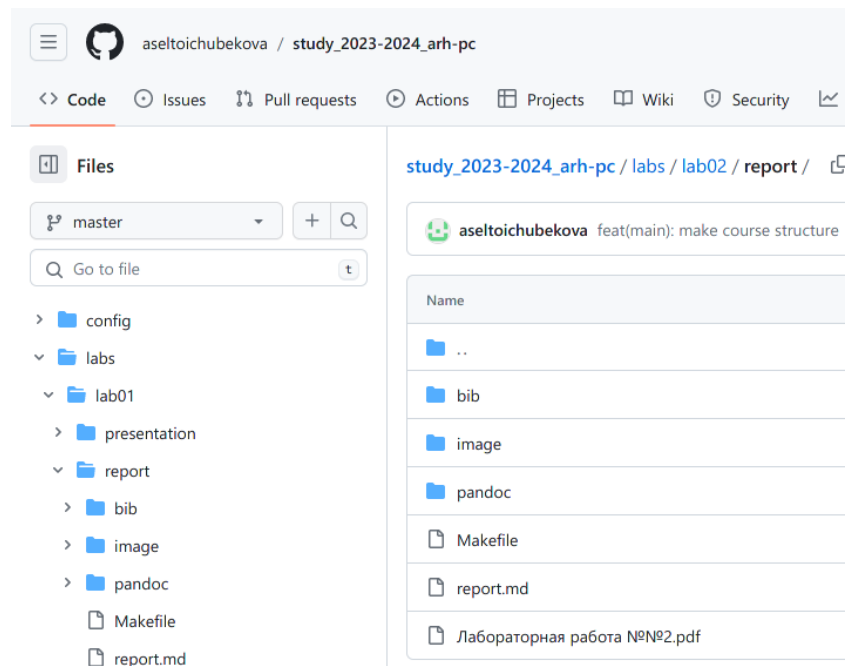 aseltoichubekova / study_2023-2024_arh-pc
Code Issues Pull requests Actions Projects Wiki Security
Files
master
Go to file t
config
labs
lab01
presentation
report
bib
image
pandoc
Makefile
report.md
study_2023-2024_arh-pc / labs / lab02 / report /
aseltoichubekova feat(main): make course structure
Name
..
bib
image
pandoc
Makefile
report.md
Лабораторная работа №№2.pdf